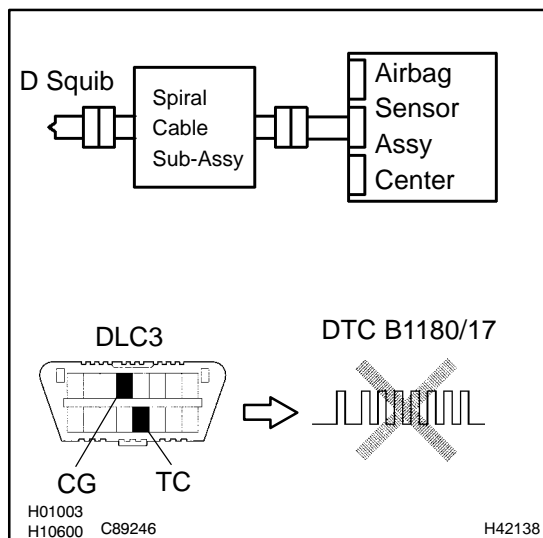 D Squib
Spiral
Cable
Sub-Assy
Airbag
Sensor
Assy
Center
DLC3
DTC B1180/17
CG
TC
H01003
H10600 C89246
H42138